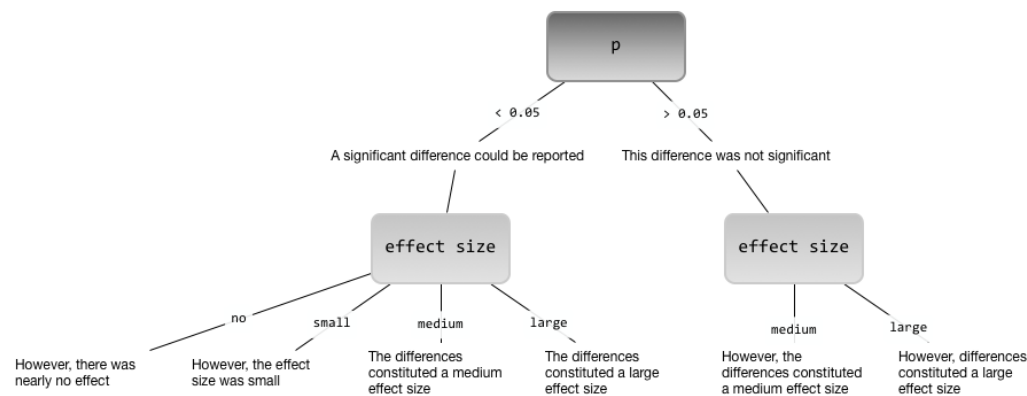 p
< 0.05
> 0.05
A significant difference could be reported
This difference was not significant
effect size
effect size
no
small
medium
large
medium
large
However, there was
nearly no effect
However, the effect
size was small
The differences
constituted a medium
effect size
The differences
constituted a large
effect size
However, the
differences constituted
a medium effect size
However, differences
constituted a large
effect size